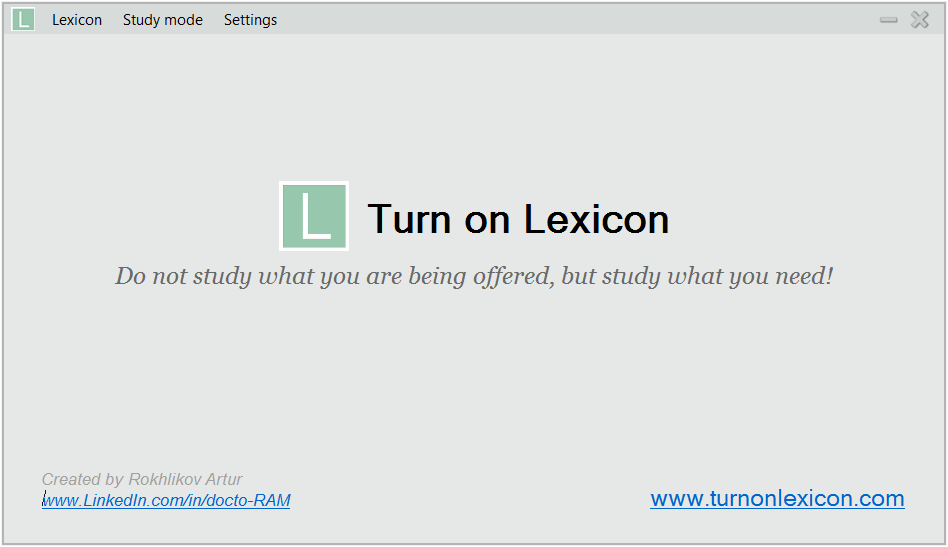 L Lexicon Study mode Settings
L Turn on Lexicon
Do not study what you are being offered, but study what you need!
Created by Rokhlikov Artur
www.LinkedIn.com/in/docto-RAM
www.turnonlexicon.com